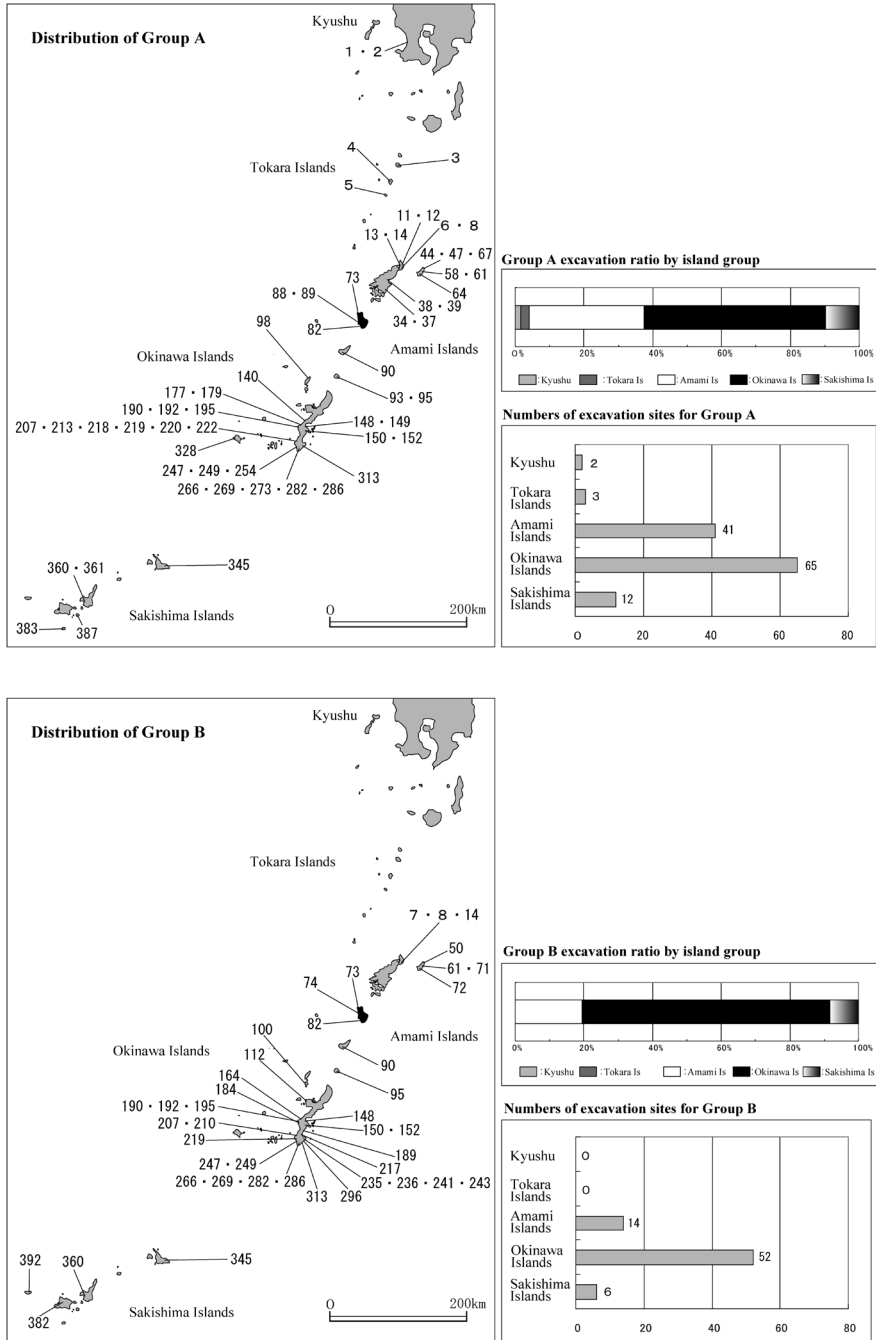 Distribution of Group A
Kyushu
1・2
Tokara Islands
4
3
5
11・12
6・8
13・14
44・47・67
58・61
64
73
88・89
38・39
34・37
82
98
Amami Islands
90
Okinawa Islands
140
93・95
177・179
190・192・195
148・149
207・213・218・219・220・222
150・152
328
247・249・254
313
266・269・273・282・286
345
360・361
Sakishima Islands
383
387
0 200km
Group A excavation ratio by island group
0% 20% 40% 60% 80% 100%
:Kyushu :Tokara Is :Amami Is :Okinawa Is :Sakishima Is
Numbers of excavation sites for Group A
Kyushu 2
Tokara
Islands 3
Amami
Islands 41
Okinawa
Islands 65
Sakishima
Islands 12
0 20 40 60 80
Distribution of Group B
Kyushu
Tokara Islands
7・8・14
50
61・71
72
73
74
82
Amami Islands
100
90
Okinawa Islands
112
95
164
184
190・192・195
148
207・210
150・152
219
189
247・249
217
266・269・282・286
235・236・241・243
313
296
345
392
360
382
Sakishima Islands
0 200km
Group B excavation ratio by island group
0% 20% 40% 60% 80% 100%
:Kyushu :Tokara Is :Amami Is :Okinawa Is :Sakishima Is
Numbers of excavation sites for Group B
Kyushu 0
Tokara
Islands 0
Amami
Islands 14
Okinawa
Islands 52
Sakishima
Islands 6
0 20 40 60 80